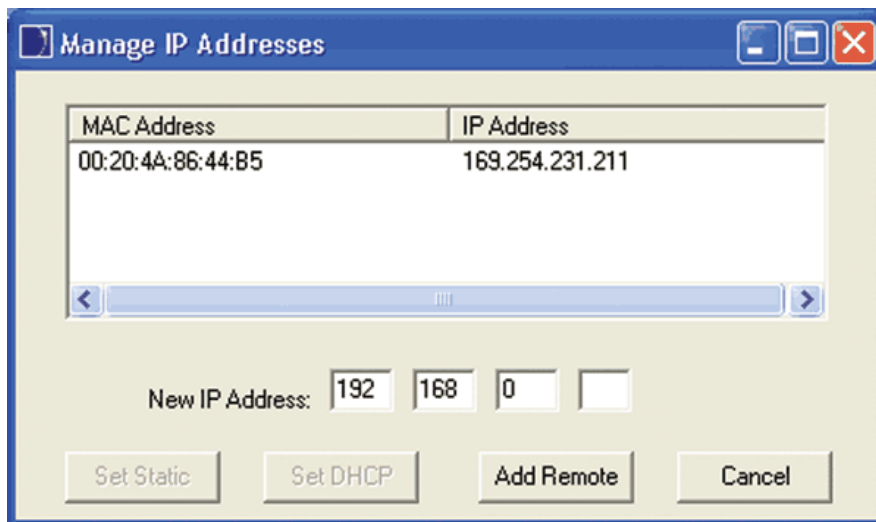 Manage IP Addresses
MAC Address IP Address
00:20:4A:86:44:B5 169.254.231.211
New IP Address: 192 168 0
Set Static Set DHCP Add Remote Cancel